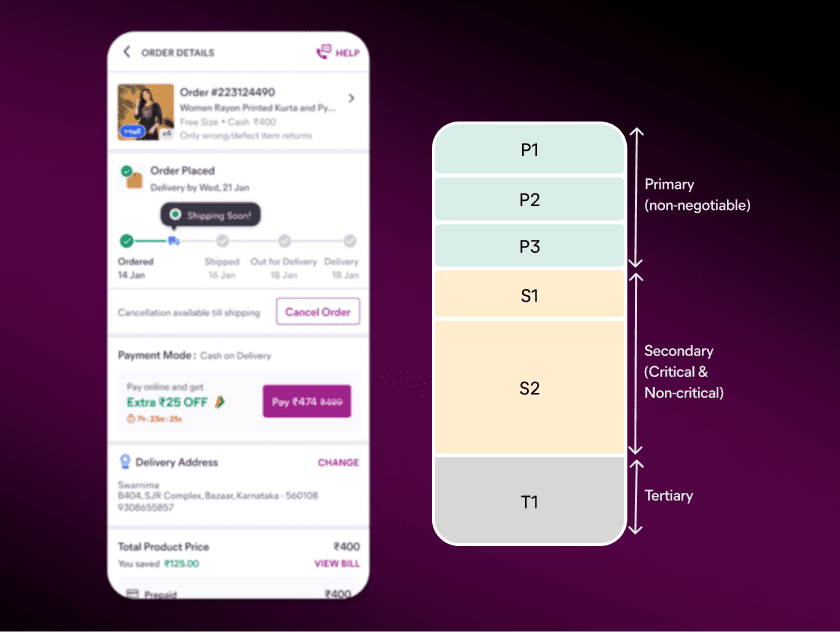 ORDER DETAILS
HELP
Order #223124490
Women Rayon Printed Kurta and Py...
Free Size • Cash ₹400
Only wrong/defect item returns
Mall
x4
Order Placed
Delivery by Wed, 21 Jan
Shipping Soon!
Ordered
14 Jan
Shipped
16 Jan
Out for Delivery
18 Jan
Delivery
18 Jan
Cancellation available till shipping
Cancel Order
Payment Mode : Cash on Delivery
Pay online and get
Extra ₹25 OFF
7h : 23m : 25s
Pay ₹474 ₹499
Delivery Address
CHANGE
Swarnima
B404, SJR Complex, Bazaar, Karnataka - 560108
9308655857
Total Product Price
₹400
You saved ₹125.00
VIEW BILL
Prepaid
₹400
P1
P2
P3
S1
S2
T1
Primary
(non-negotiable)
Secondary
(Critical &
Non-critical)
Tertiary